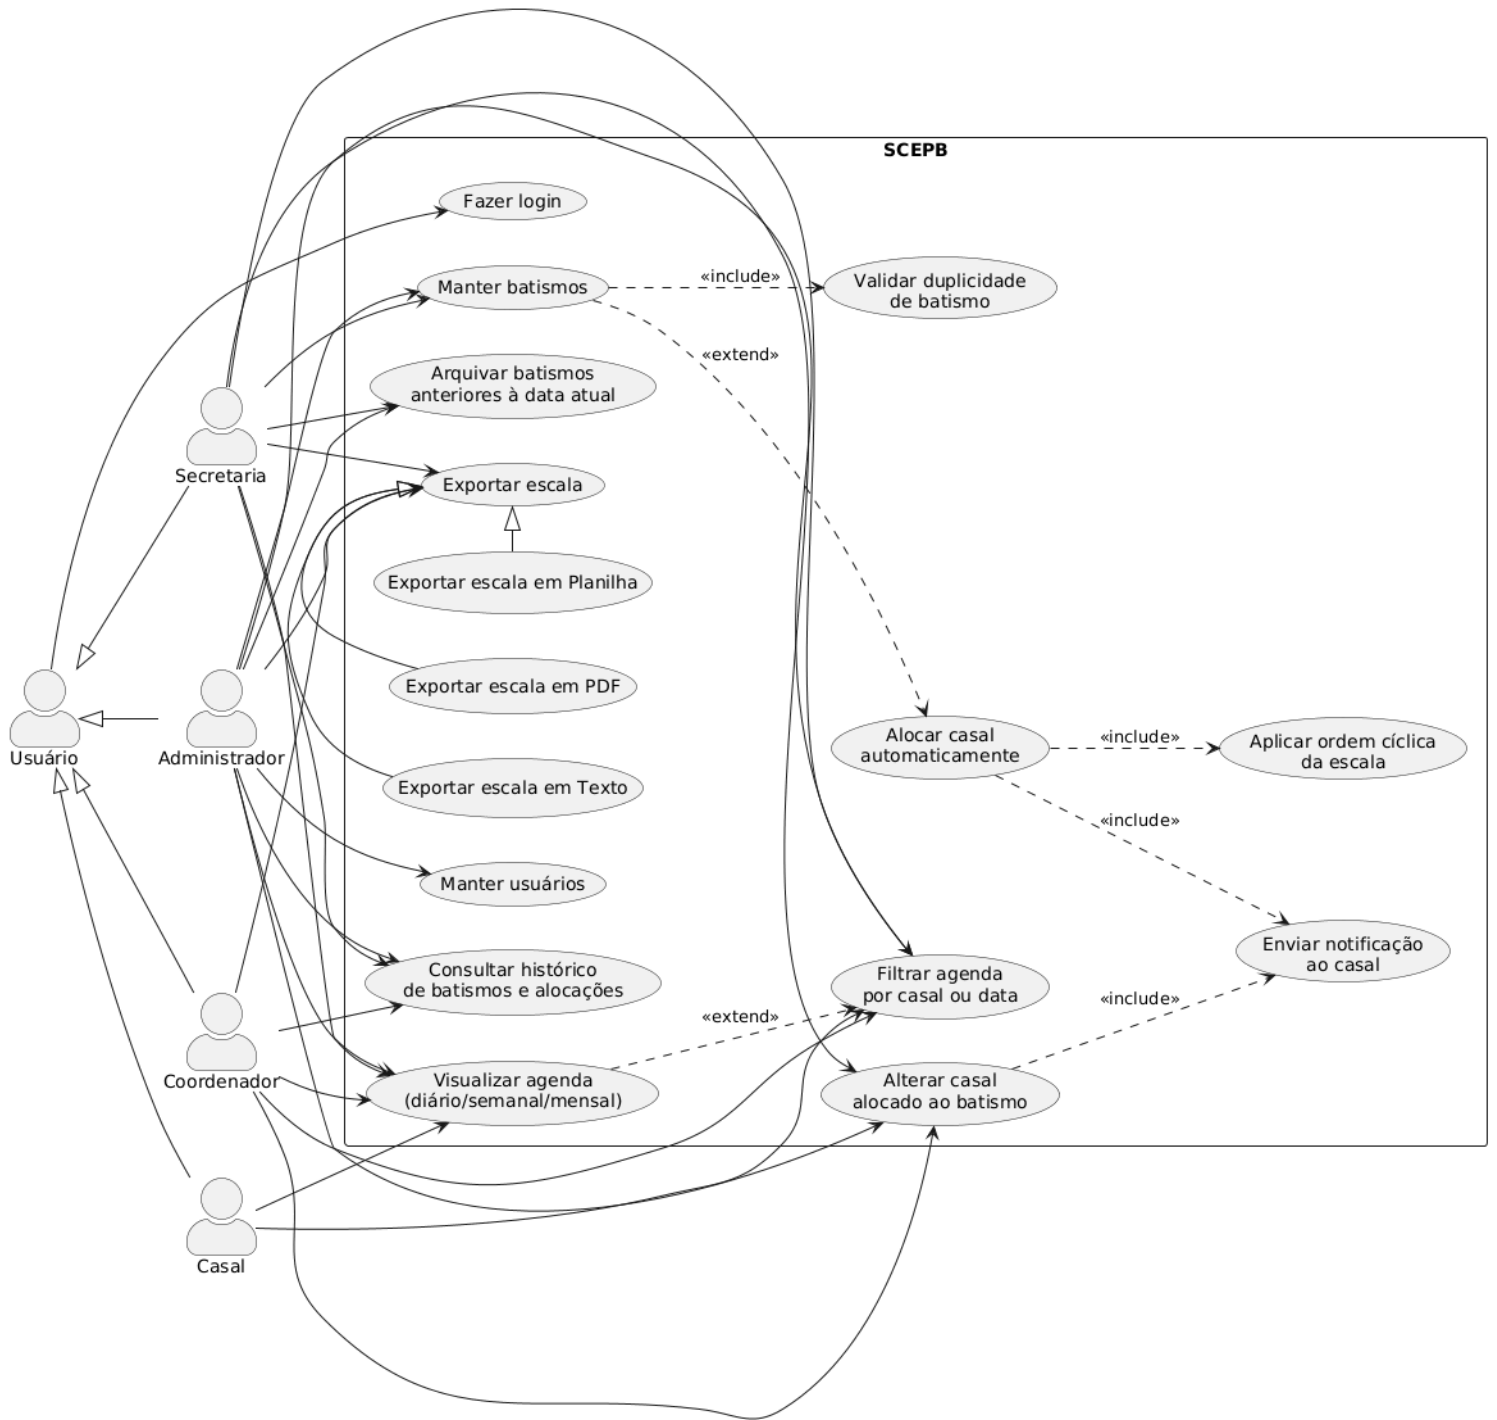 SCEPB
Fazer login
Manter batismos
«include»
Validar duplicidade
de batismo
«extend»
Arquivar batismos
anteriores à data atual
Secretaria
Exportar escala
Exportar escala em Planilha
Exportar escala em PDF
Usuário
Administrador
Alocar casal
automaticamente
«include»
Aplicar ordem cíclica
da escala
Exportar escala em Texto
«include»
Manter usuários
Consultar histórico
de batismos e alocações
Filtrar agenda
por casal ou data
Enviar notificação
ao casal
«include»
«extend»
Coordenador
Visualizar agenda
(diário/semanal/mensal)
Alterar casal
alocado ao batismo
Casal